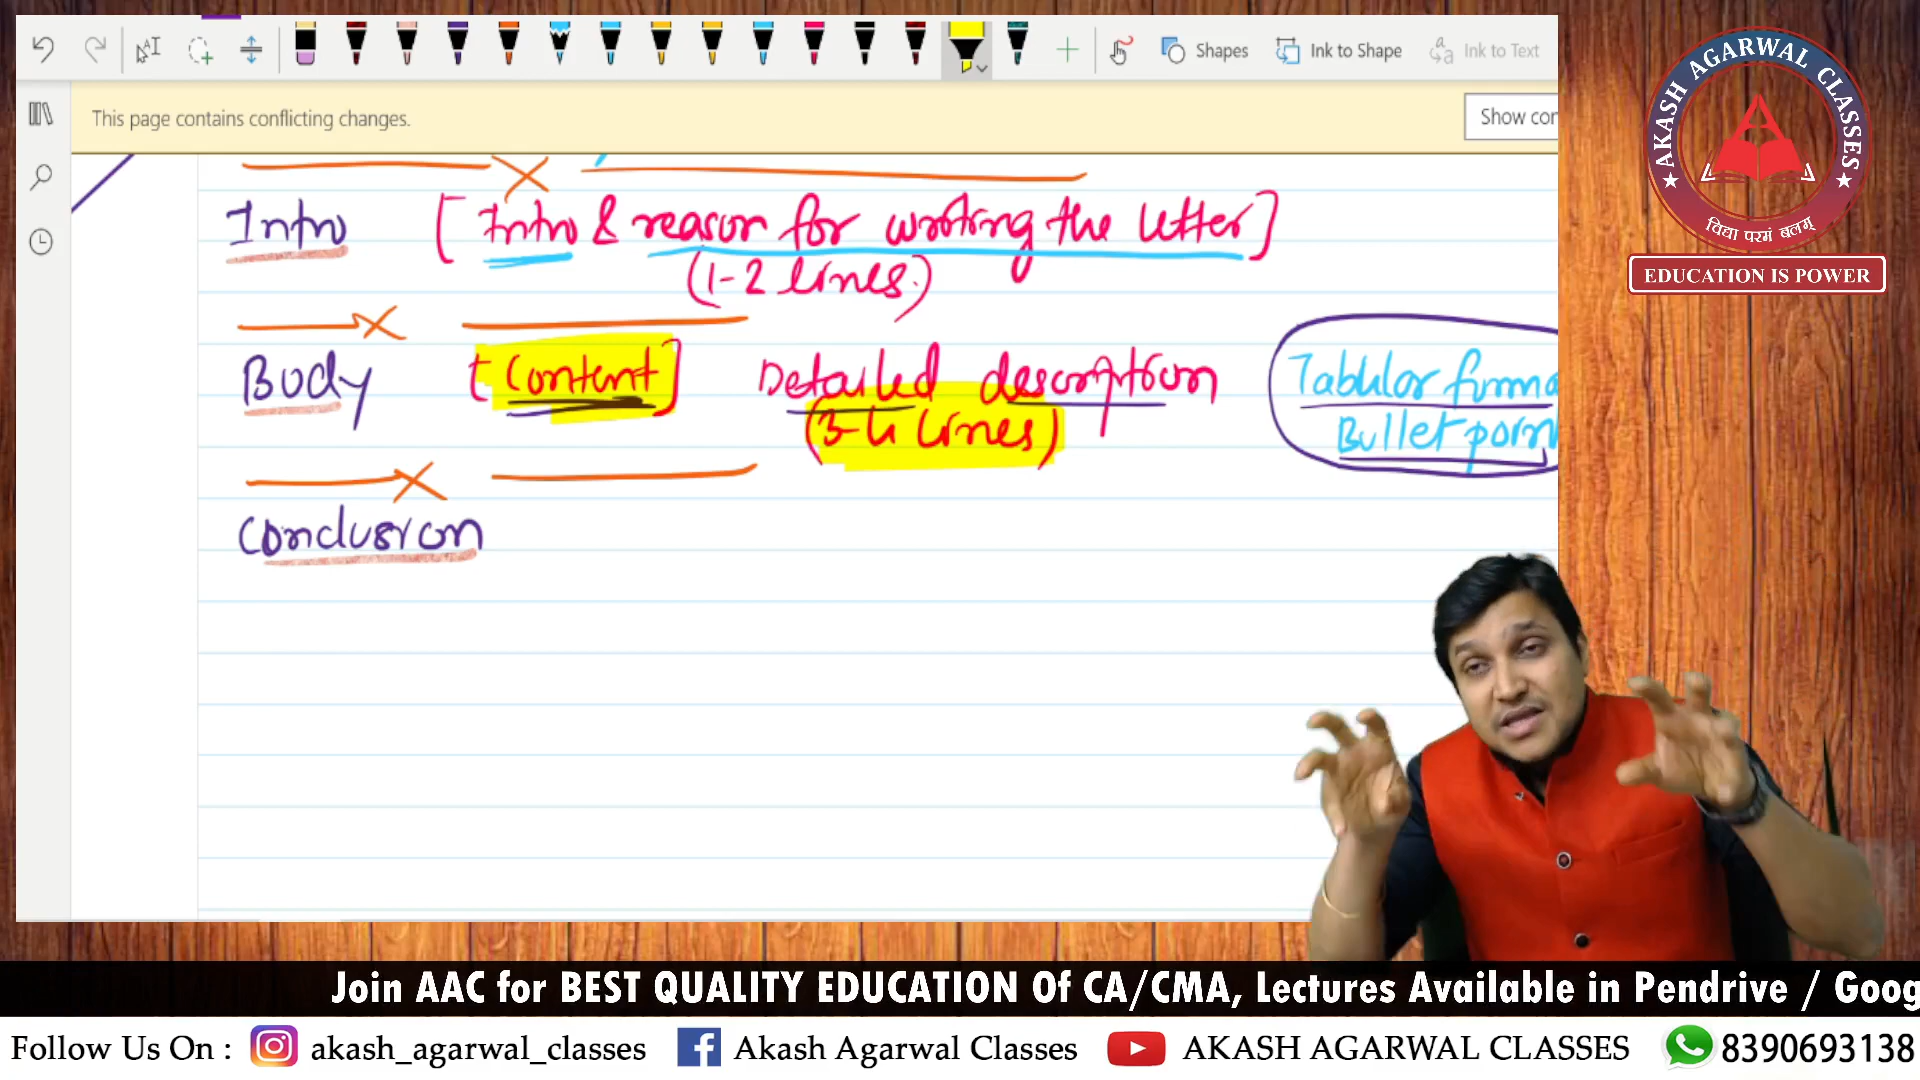 Shapes Ink to Shape Ink to Text
This page contains conflicting changes.
Show con
Intro [Intro & reason for writing the letter]
(1-2 lines.)
Body [Content] Detailed description Tabular forma
(3-4 lines) Bullet poin
Conclusion
AKASH AGARWAL CLASSES
विद्या परमं बलम्
EDUCATION IS POWER
Join AAC for BEST QUALITY EDUCATION Of CA/CMA, Lectures Available in Pendrive / Goog
Follow Us On : akash_agarwal_classes Akash Agarwal Classes AKASH AGARWAL CLASSES 8390693138